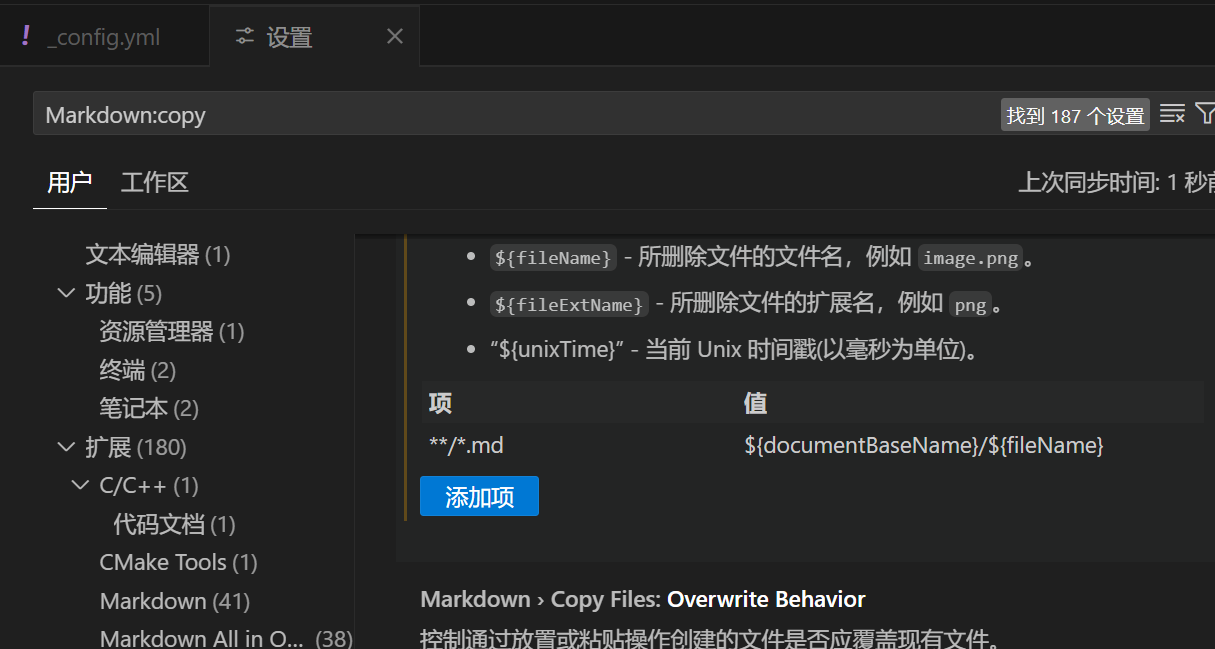 ! _config.yml 设置
Markdown:copy 找到 187 个设置
用户 工作区 上次同步时间: 1 秒前
文本编辑器 (1)
功能 (5)
资源管理器 (1)
终端 (2)
笔记本 (2)
扩展 (180)
C/C++ (1)
代码文档 (1)
CMake Tools (1)
Markdown (41)
Markdown All in O... (38)
• ${fileName} - 所删除文件的文件名，例如 image.png。
• ${fileExtName} - 所删除文件的扩展名，例如 png。
• “${unixTime}” - 当前 Unix 时间戳(以毫秒为单位)。
项 值
**/*.md ${documentBaseName}/${fileName}
添加项
Markdown › Copy Files: Overwrite Behavior
控制通过放置或粘贴操作创建的文件是否应覆盖现有文件。